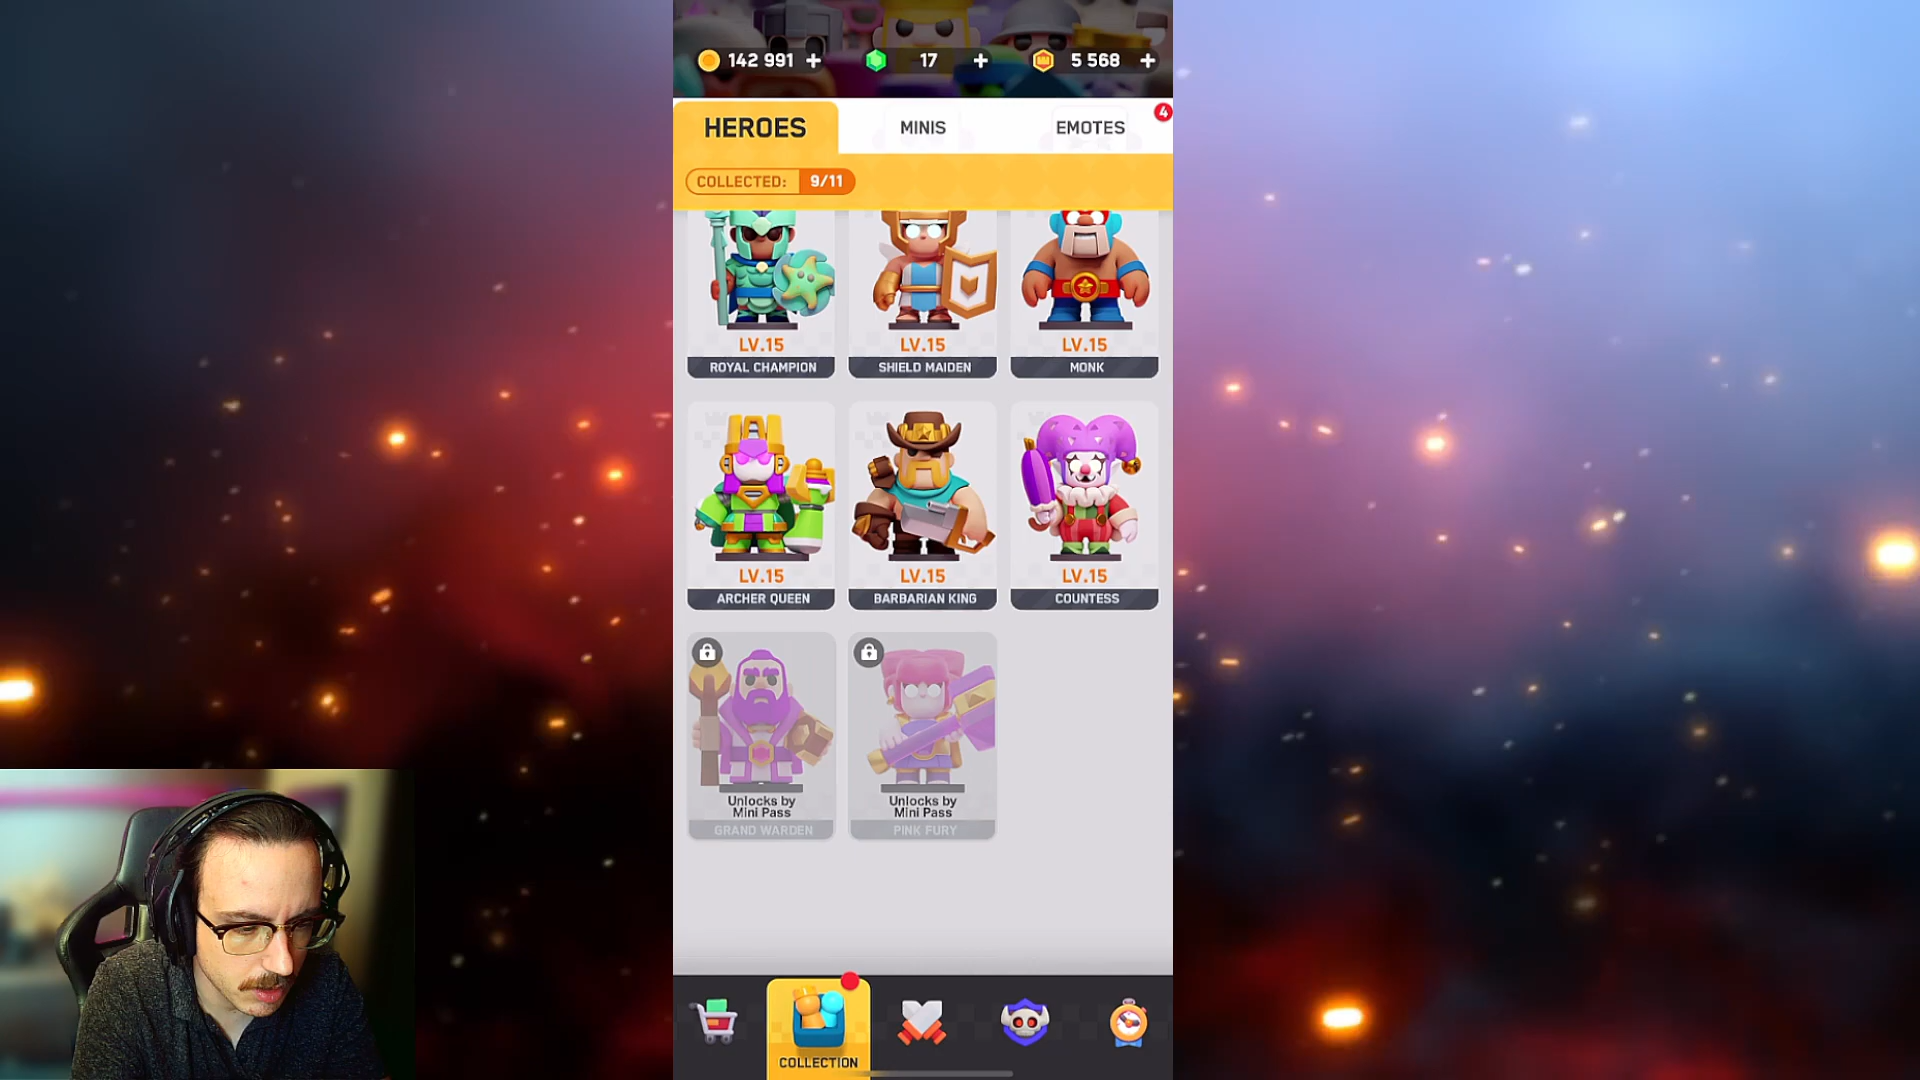 142 991
17
5 568
HEROES
MINIS
EMOTES
4
COLLECTED: 9/11
LV.15
ROYAL CHAMPION
LV.15
SHIELD MAIDEN
LV.15
MONK
LV.15
ARCHER QUEEN
LV.15
BARBARIAN KING
LV.15
COUNTESS
Unlocks by
Mini Pass
GRAND WARDEN
Unlocks by
Mini Pass
PINK FURY
COLLECTION